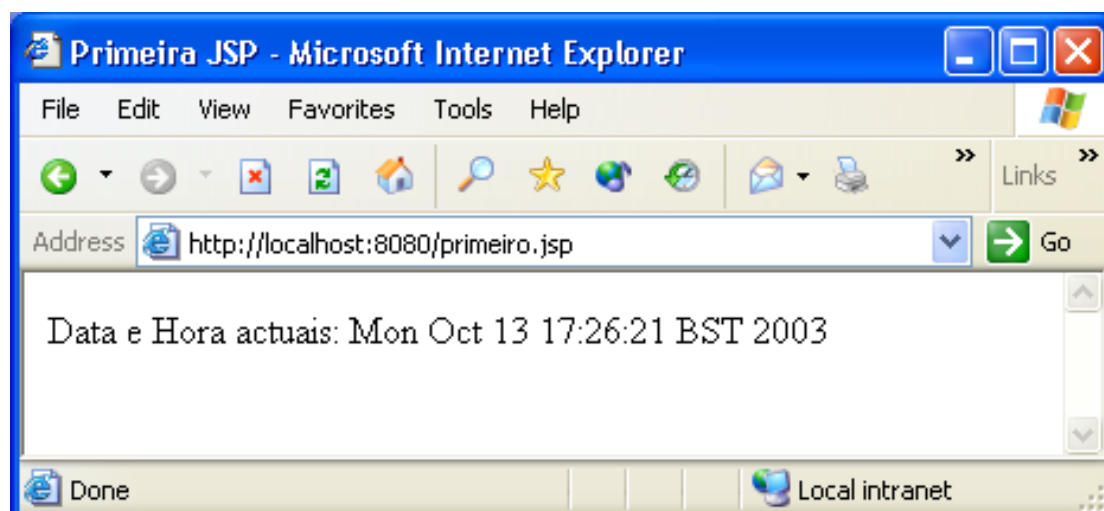 Primeira JSP - Microsoft Internet Explorer
File Edit View Favorites Tools Help
» Links »
Address http://localhost:8080/primeiro.jsp Go
Data e Hora actuais: Mon Oct 13 17:26:21 BST 2003
Done Local intranet